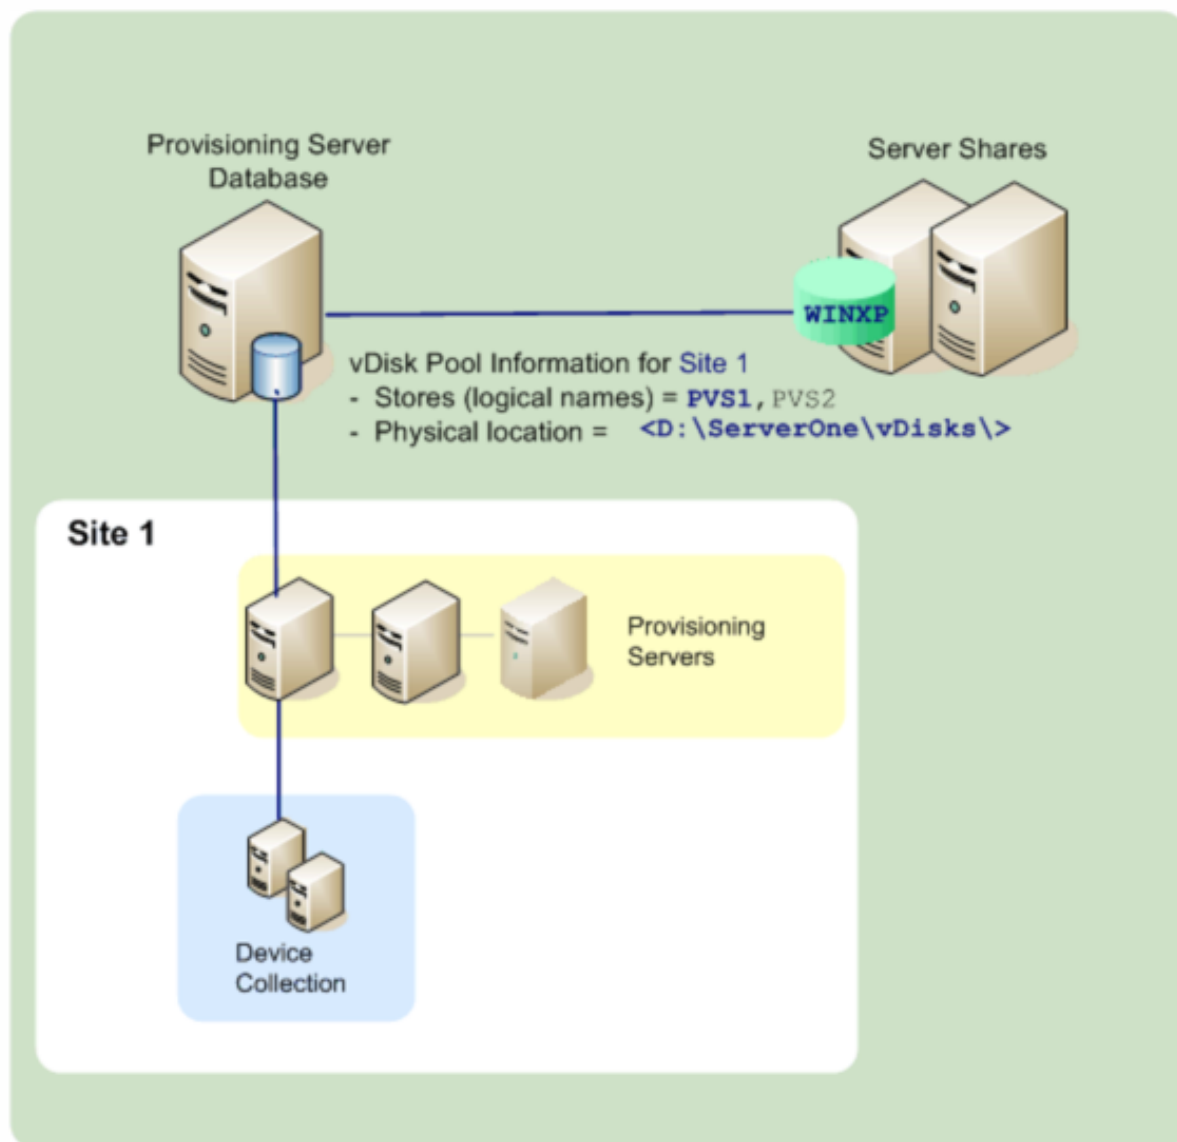 Provisioning Server
Database
Server Shares
WINXP
vDisk Pool Information for Site 1
- Stores (logical names) = PVS1, PVS2
- Physical location = <D:\ServerOne\vDisks\>
Site 1
Provisioning
Servers
Device
Collection